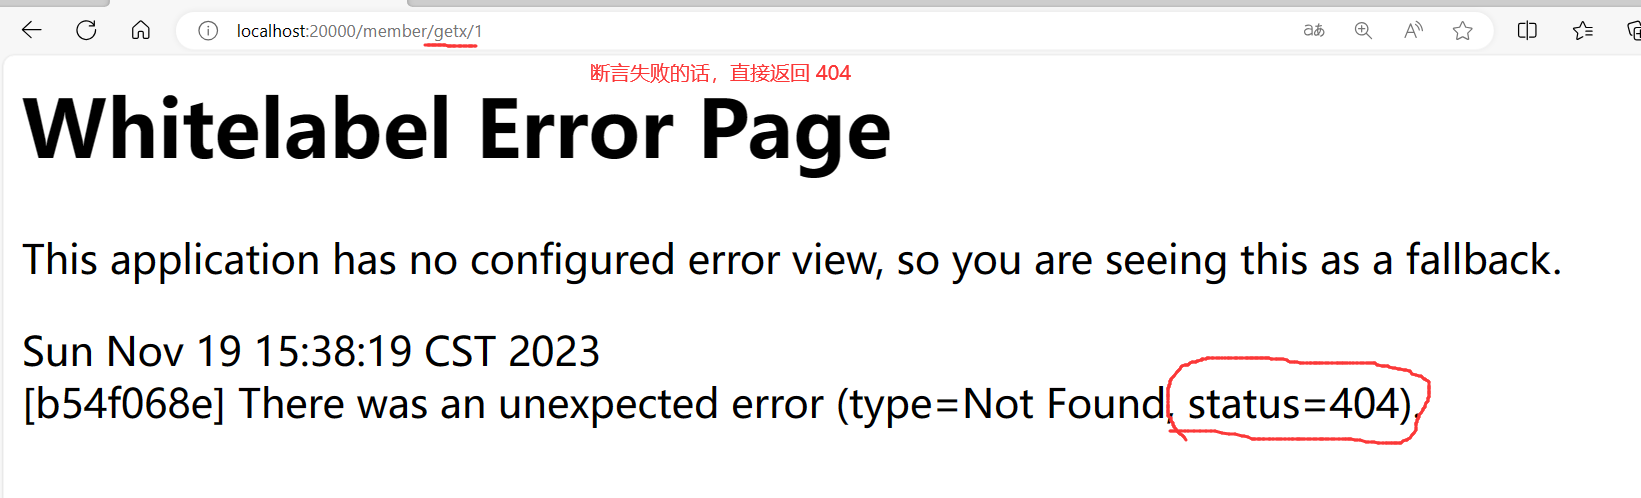 localhost:20000/member/getx/1
断言失败的话，直接返回 404
Whitelabel Error Page
This application has no configured error view, so you are seeing this as a fallback.
Sun Nov 19 15:38:19 CST 2023
[b54f068e] There was an unexpected error (type=Not Found, status=404).